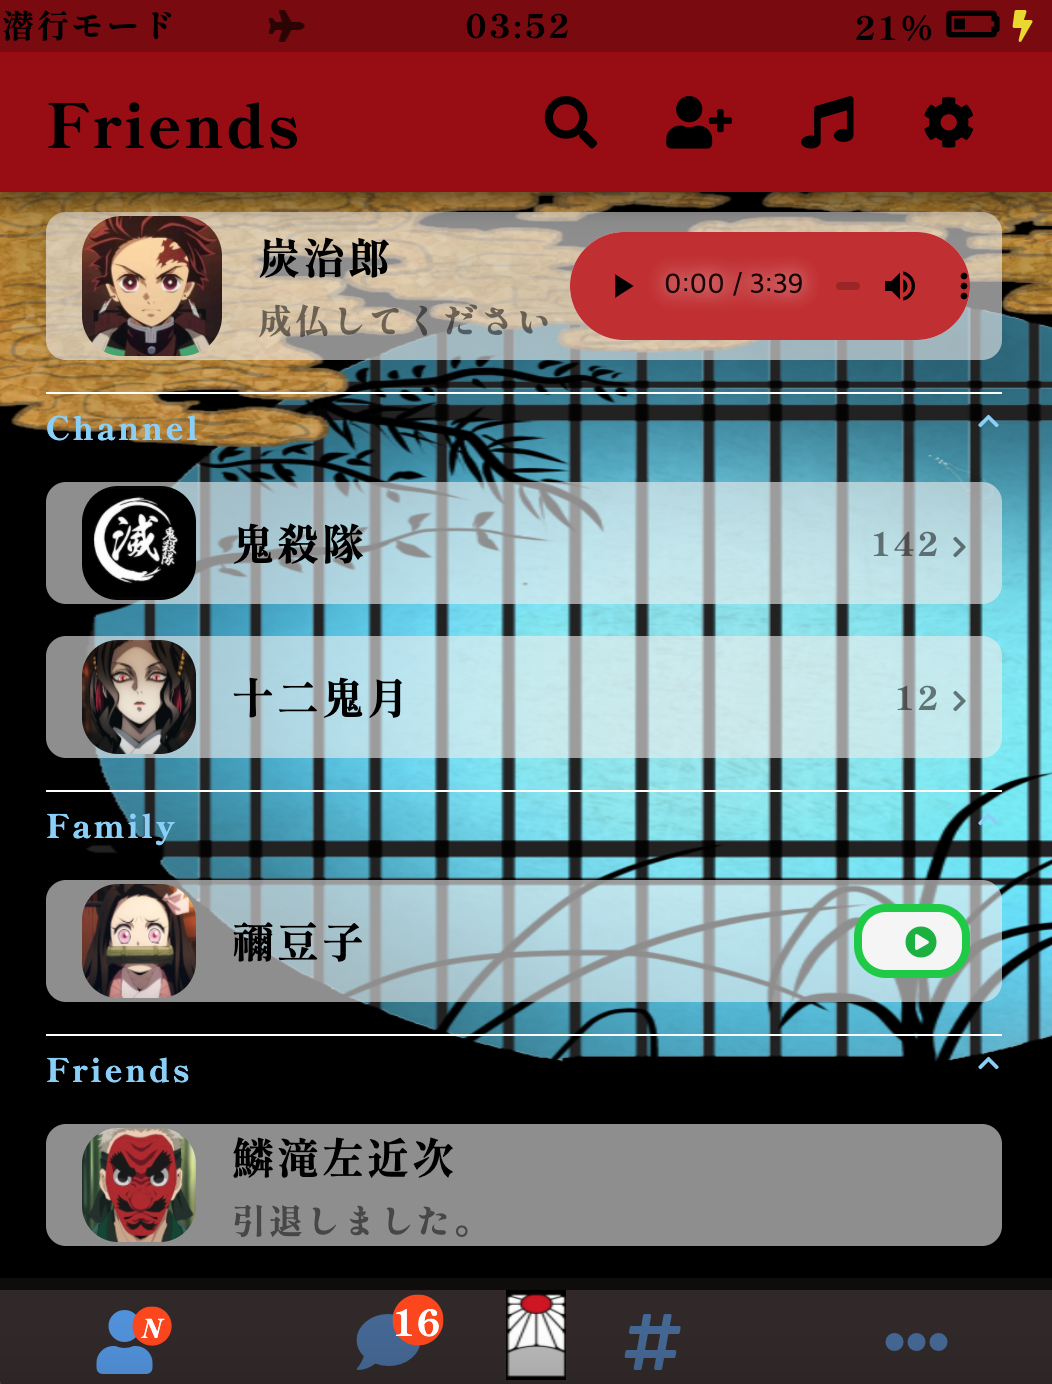 潜行モード
03:52
21%
Friends
炭治郎
成仏してください
0:00 / 3:39
Channel
滅
鬼殺隊
鬼殺隊
142
十二鬼月
12
Family
禰豆子
Friends
鱗滝左近次
引退しました。
N
16
#